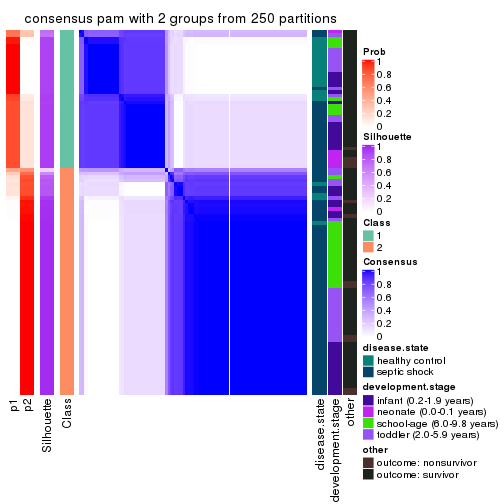 consensus pam with 2 groups from 250 partitions
Prob
1
0.8
0.6
0.4
0.2
0
Silhouette
1
0.8
0.6
0.4
0.2
0
Class
1
2
Consensus
1
0.8
0.6
0.4
0.2
0
disease.state
healthy control
septic shock
development.stage
infant (0.2-1.9 years)
neonate (0.0-0.1 years)
school-age (6.0-9.8 years)
toddler (2.0-5.9 years)
other
outcome: nonsurvivor
outcome: survivor
p1
p2
Silhouette
Class
disease.state
development.stage
other